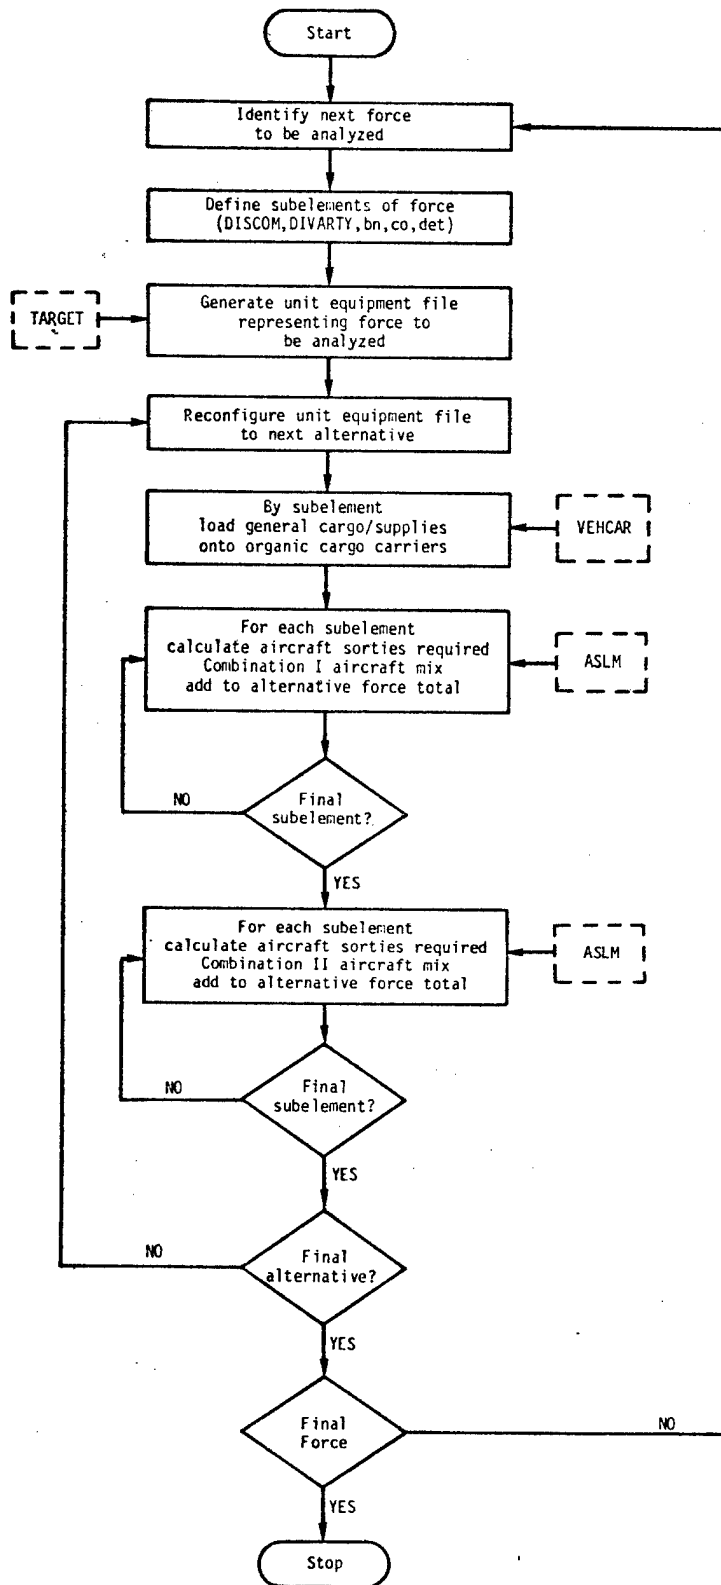 Start
Identify next force
to be analyzed
Define subelements of force
(DISCOM,DIVARTY,bn,co,det)
TARGET
Generate unit equipment file
representing force to
be analyzed
Reconfigure unit equipment file
to next alternative
By subelement
load general cargo/supplies
onto organic cargo carriers
VEHCAR
For each subelement
calculate aircraft sorties required
Combination I aircraft mix
add to alternative force total
ASLM
NO
Final
subelement?
YES
For each subelement
calculate aircraft sorties required
Combination II aircraft mix
add to alternative force total
ASLM
NO
Final
subelement?
YES
NO
Final
alternative?
YES
Final
Force
NO
YES
Stop